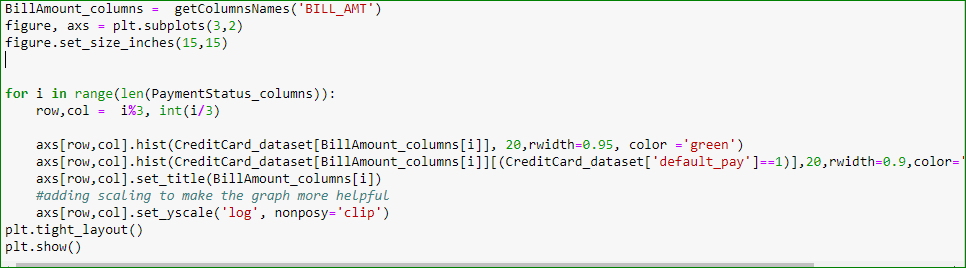 BillAmount_columns =  getColumnsNames('BILL_AMT')
figure, axs = plt.subplots(3,2)
figure.set_size_inches(15,15)
for i in range(len(PaymentStatus_columns)):
    row,col =  i%3, int(i/3)
    axs[row,col].hist(CreditCard_dataset[BillAmount_columns[i]], 20,rwidth=0.95, color ='green')
    axs[row,col].hist(CreditCard_dataset[BillAmount_columns[i]][(CreditCard_dataset['default_pay']==1)],20,rwidth=0.9,color='
    axs[row,col].set_title(BillAmount_columns[i])
    #adding scaling to make the graph more helpful
    axs[row,col].set_yscale('log', nonposy='clip')
plt.tight_layout()
plt.show()